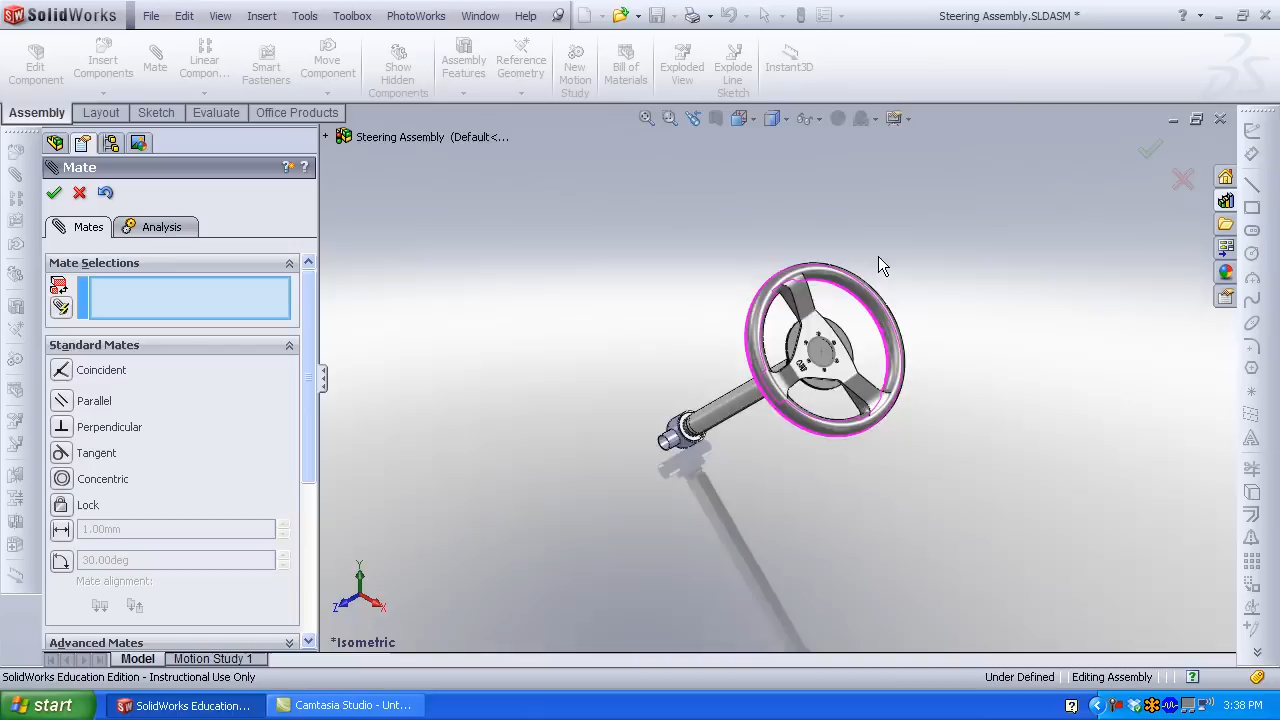 SolidWorks File Edit View Insert Tools Toolbox PhotoWorks Window Help Steering Assembly.SLDASM *
Edit Component
Insert Components
Mate
Linear Compon...
Smart Fasteners
Move Component
Show Hidden Components
Assembly Features
Reference Geometry
New Motion Study
Bill of Materials
Exploded View
Explode Line Sketch
Instant3D
Assembly Layout Sketch Evaluate Office Products
Steering Assembly (Default<...
Mate
Mates Analysis
Mate Selections
Standard Mates
Coincident
Parallel
Perpendicular
Tangent
Concentric
Lock
1.00mm
30.00deg
Mate alignment:
Advanced Mates
Y
Z X
*Isometric
Model Motion Study 1
SolidWorks Education Edition - Instructional Use Only Under Defined Editing Assembly
start SolidWorks Education... Camtasia Studio - Unt... 3:38 PM